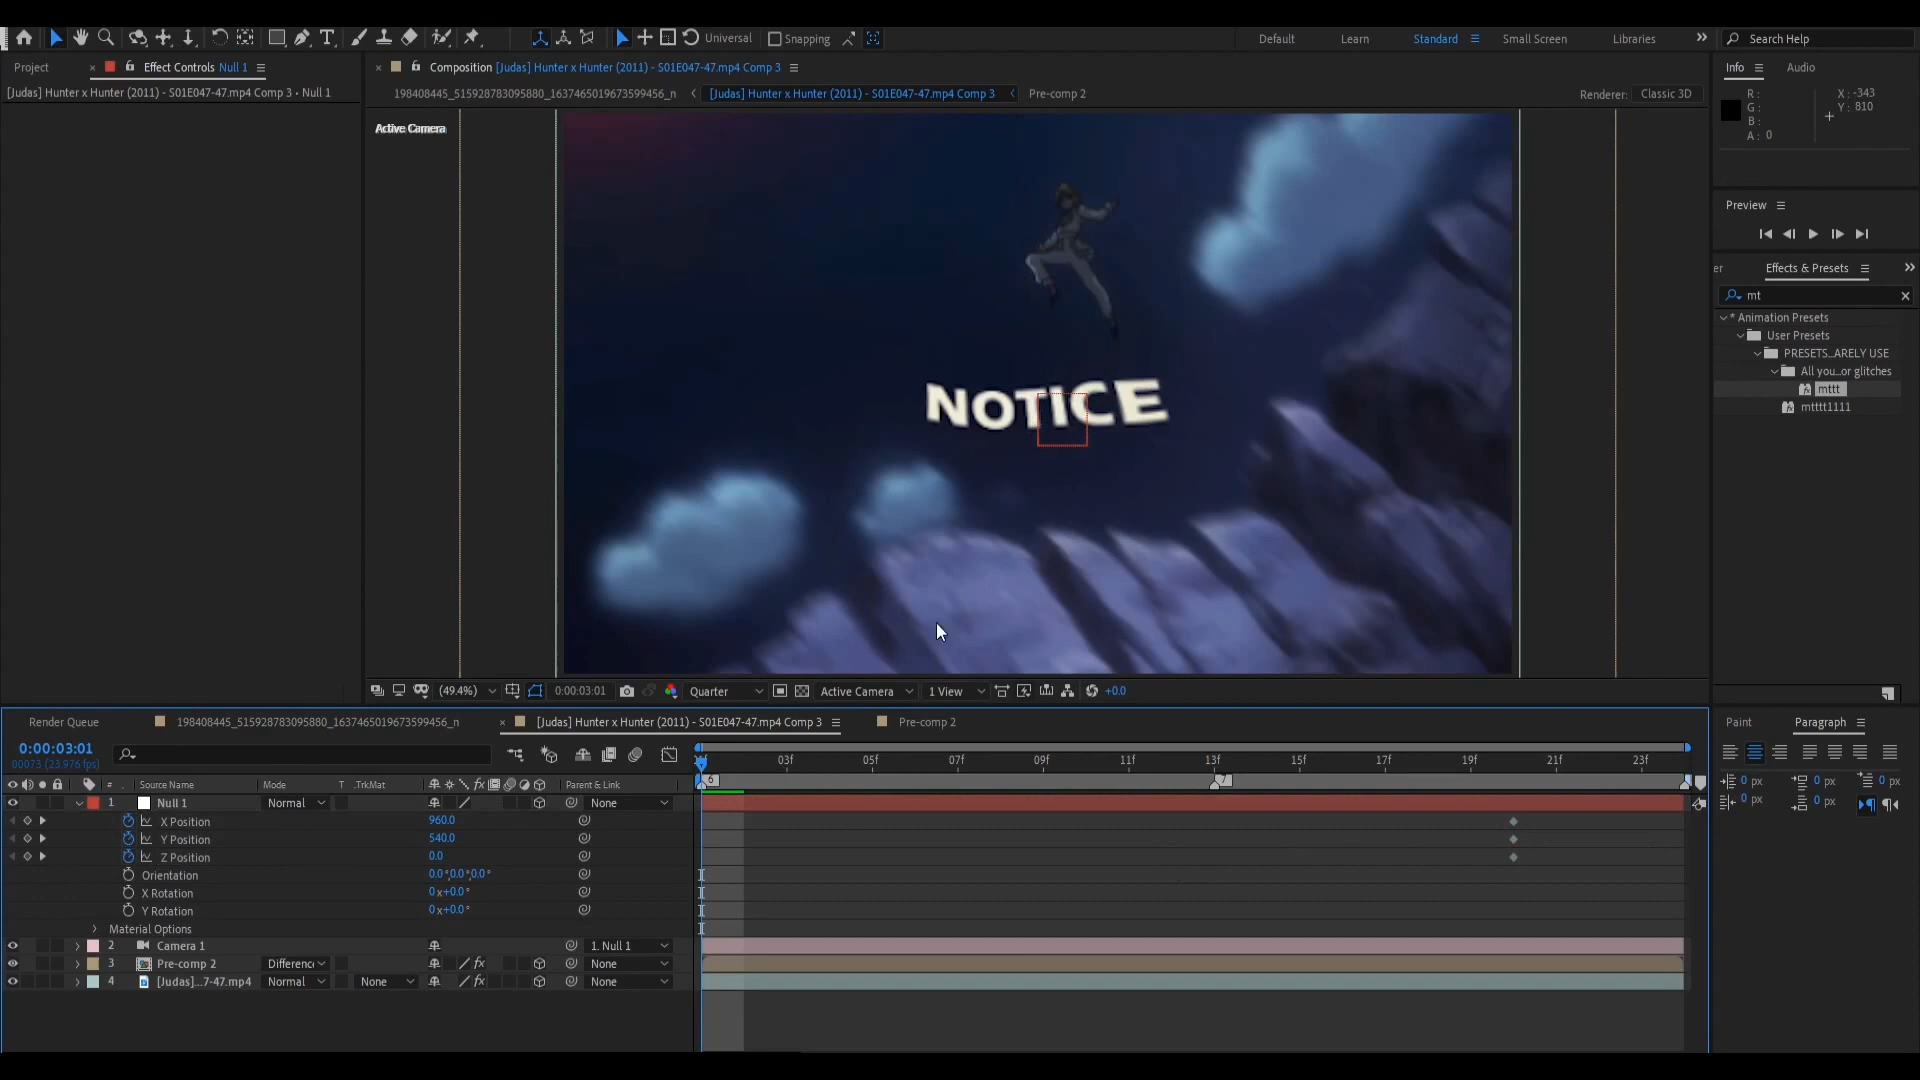 Universal
Snapping
Default
Learn
Standard
Small Screen
Libraries
Search Help
Project
Effect Controls Null 1
Composition [Judas] Hunter x Hunter (2011) - S01E047-47.mp4 Comp 3
Info
Audio
[Judas] Hunter x Hunter (2011) - S01E047-47.mp4 Comp 3 • Null 1
198408445_515928783095880_1637465019673599456_n
[Judas] Hunter x Hunter (2011) - S01E047-47.mp4 Comp 3
Pre-comp 2
Renderer:
Classic 3D
R :
G :
B :
A : 0
X : -343
Y : 810
Active Camera
Preview
Effects & Presets
mt
* Animation Presets
User Presets
PRESETS...ARELY USE
All you...or glitches
mttt
mtttt1111
NOTICE
(49.4%)
0:00:03:01
Quarter
Active Camera
1 View
+0.0
Render Queue
198408445_515928783095880_1637465019673599456_n
[Judas] Hunter x Hunter (2011) - S01E047-47.mp4 Comp 3
Pre-comp 2
Paint
Paragraph
0:00:03:01
00073 (23.976 fps)
03f
05f
07f
09f
11f
13f
15f
17f
19f
21f
23f
6
7
# Source Name Mode T .TrkMat Parent & Link
1 Null 1 Normal None
X Position 960.0
Y Position 540.0
Z Position 0.0
Orientation 0.0°,0.0°,0.0°
X Rotation 0x+0.0°
Y Rotation 0x+0.0°
Material Options
2 Camera 1 1. Null 1
3 Pre-comp 2 Differenc None
4 [Judas]...7-47.mp4 Normal None None
0 px
0 px
0 px
0 px
0 px